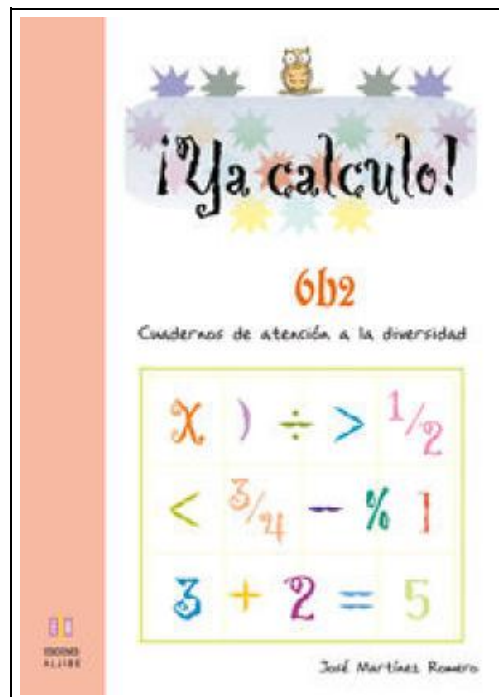 ¡Ya calculo!
6b2
Cuadernos de atención a la diversidad
X ) ÷ > 1/2
< 3/4 - % 1
3 + 2 = 5
EDICIONES
ALJIBE
José Martínez Romero